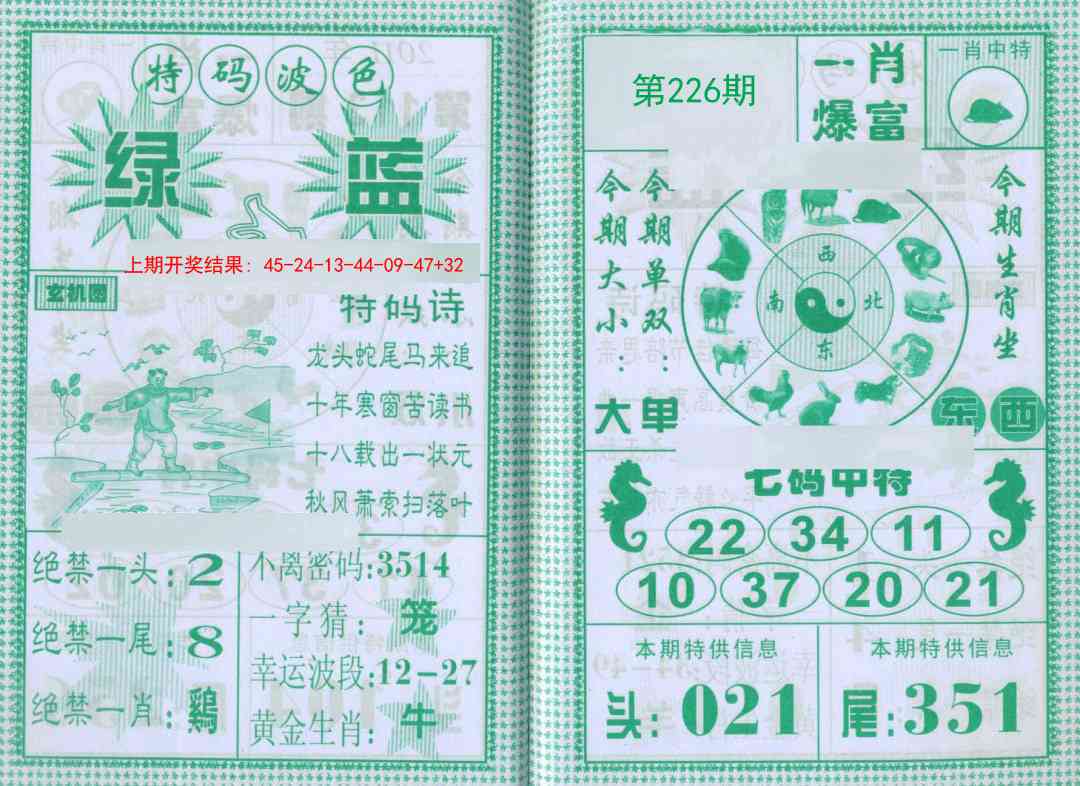 特码波色
绿 蓝
上期开奖结果: 45-24-13-44-09-47+32
玄机图
特码诗
龙头蛇尾马来追
十年寒窗苦读书
十八载出一状元
秋风萧索扫落叶
绝禁一头:2
绝禁一尾:8
绝禁一肖:鷄
不离密码:3514
一字猜:笼
幸运波段:12-27
黄金生肖:牛
第226期
一肖
爆富
一肖中特
今期大小:大
今期单双:单
西
南 北
东
今期生肖坐
东西
七码中特
22 34 11
10 37 20 21
本期特供信息
头:021
本期特供信息
尾:351